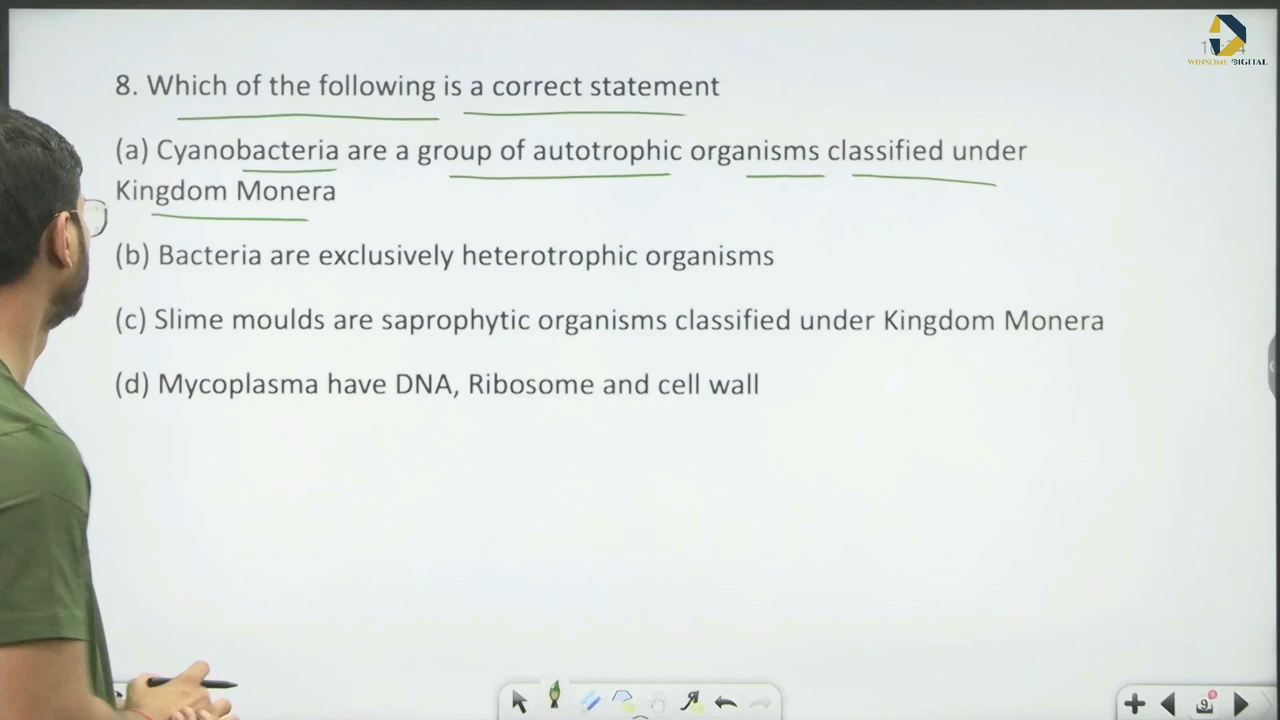 8. Which of the following is a correct statement
(a) Cyanobacteria are a group of autotrophic organisms classified under
Kingdom Monera
(b) Bacteria are exclusively heterotrophic organisms
(c) Slime moulds are saprophytic organisms classified under Kingdom Monera
(d) Mycoplasma have DNA, Ribosome and cell wall
WINSOME DIGITAL
9